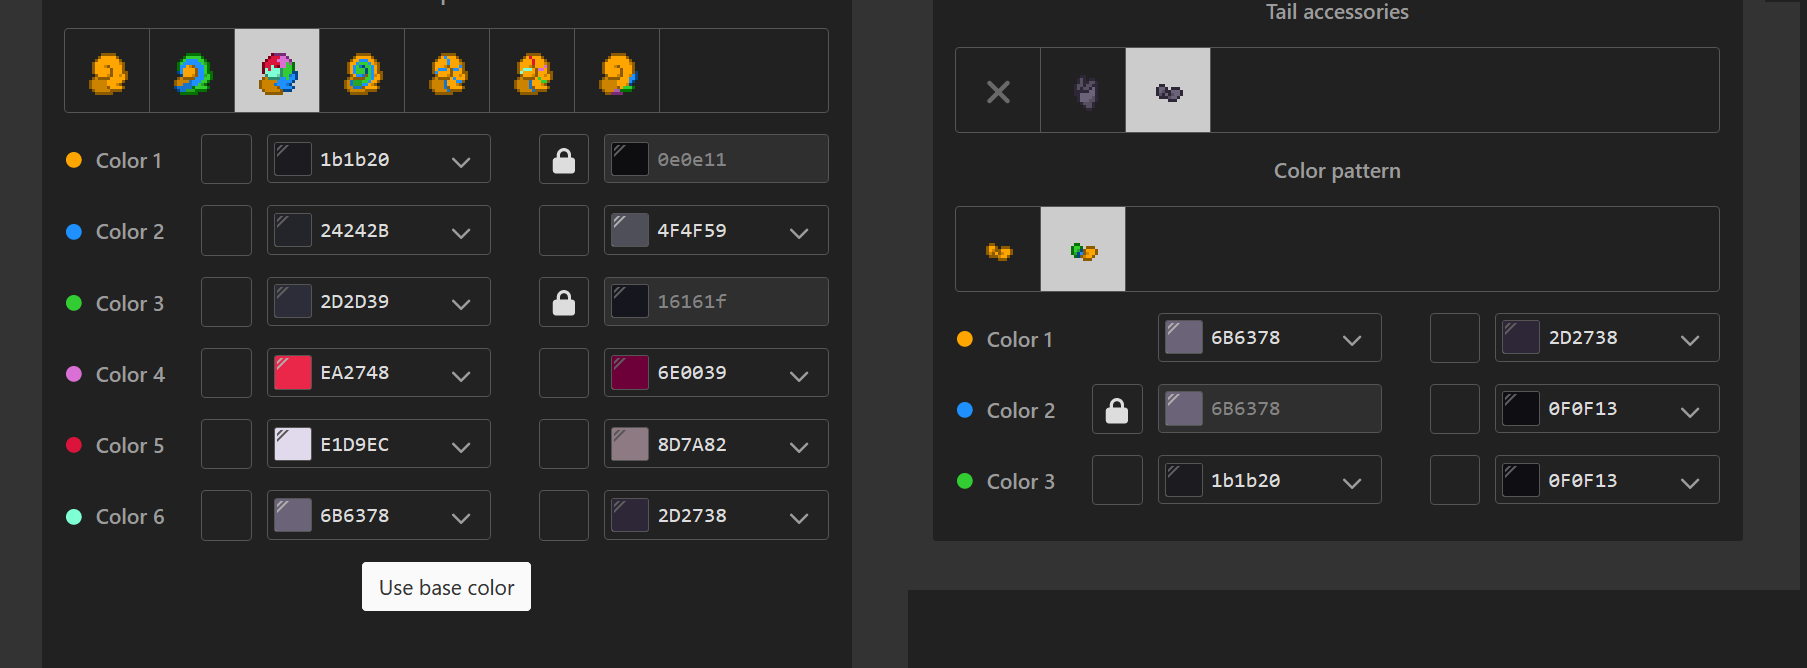 Color 1 1b1b20 0e0e11
Color 2 24242B 4F4F59
Color 3 2D2D39 16161f
Color 4 EA2748 6E0039
Color 5 E1D9EC 8D7A82
Color 6 6B6378 2D2738
Use base color
Tail accessories
Color pattern
Color 1 6B6378 2D2738
Color 2 6B6378 0F0F13
Color 3 1b1b20 0F0F13